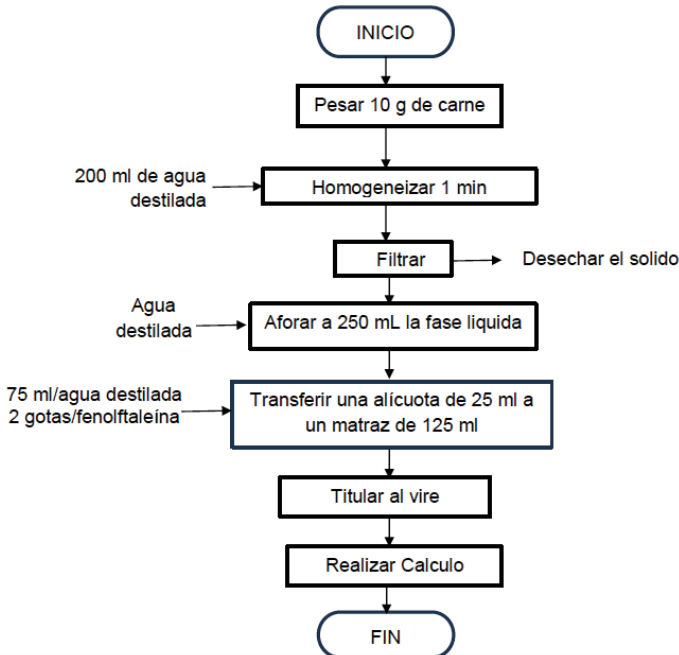 INICIO
Pesar 10 g de carne
200 ml de agua
destilada
Homogeneizar 1 min
Filtrar
Desechar el solido
Agua
destilada
Aforar a 250 mL la fase liquida
75 ml/agua destilada
2 gotas/fenolftaleína
Transferir una alícuota de 25 ml a
un matraz de 125 ml
Titular al vire
Realizar Calculo
FIN